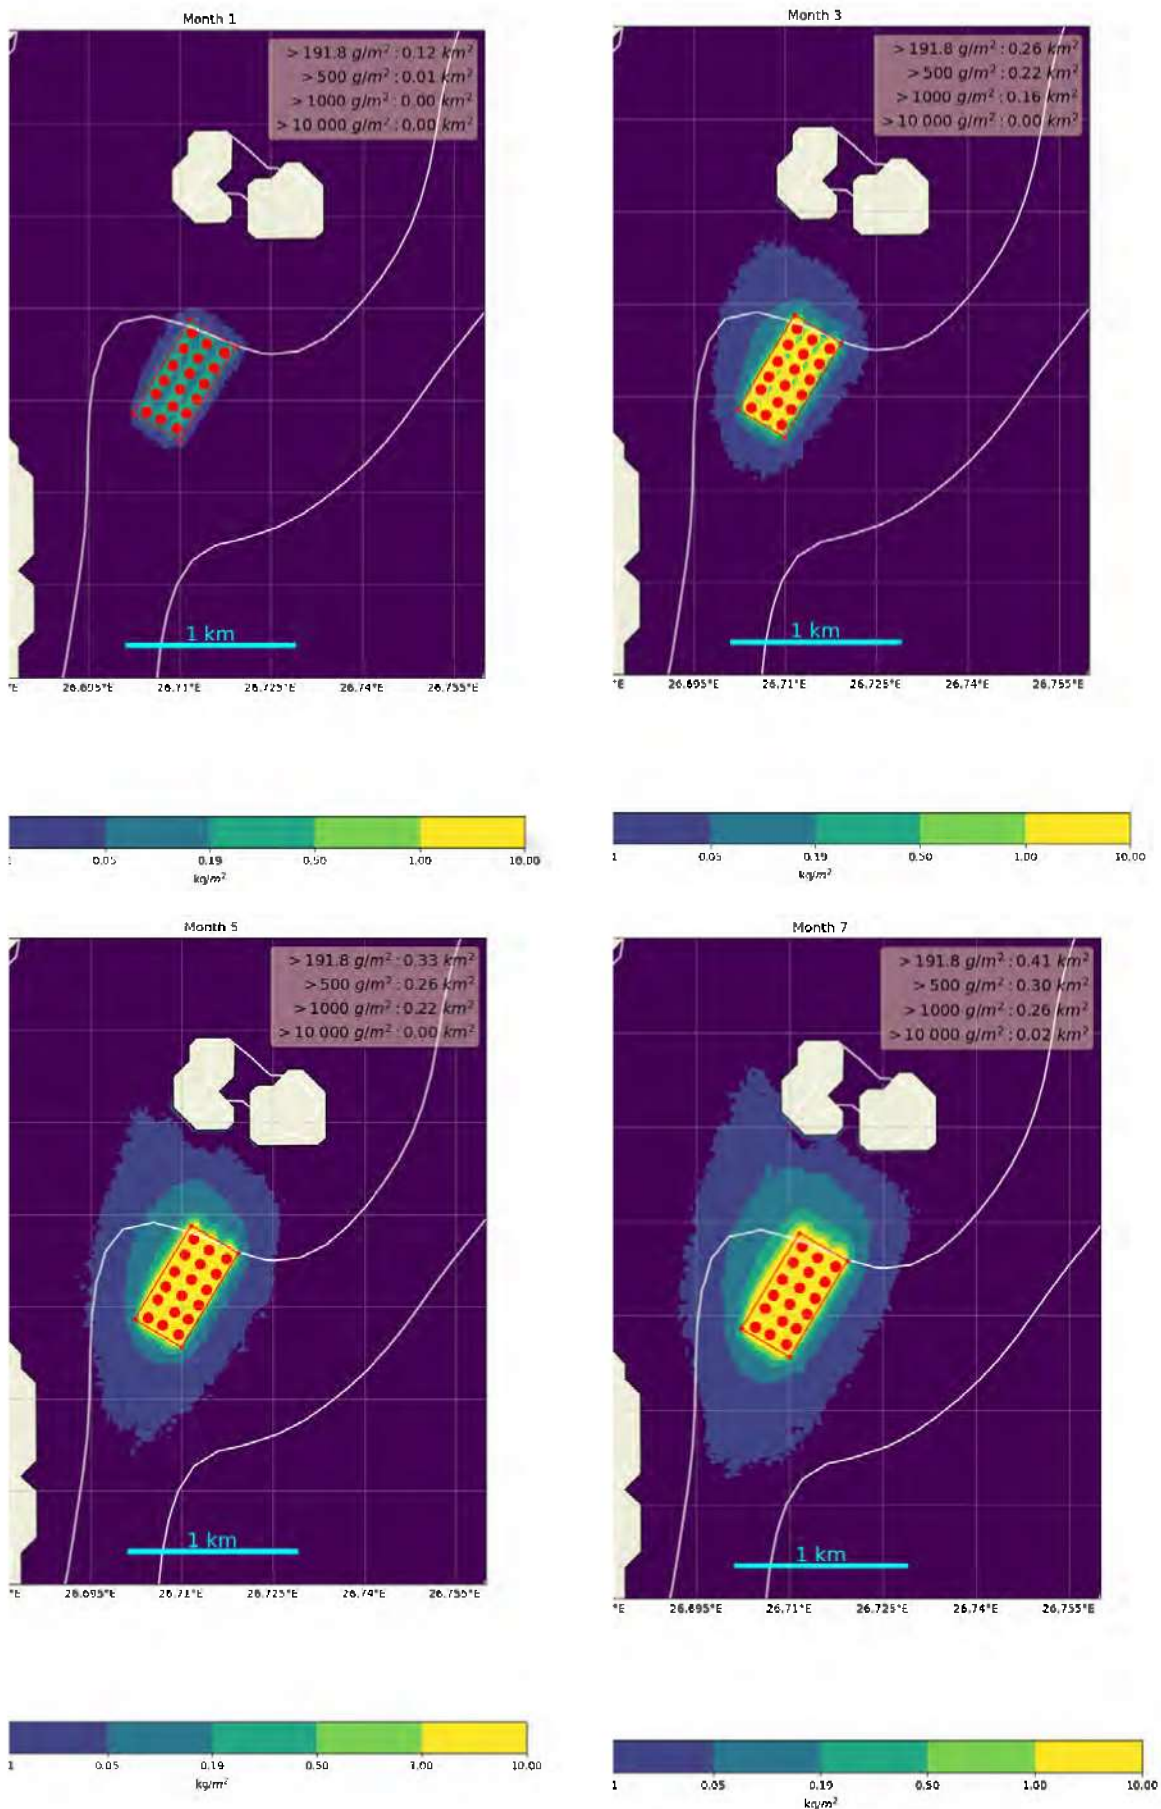 Month 1
> 191.8 g/m² : 0.12 km²
> 500 g/m² : 0.01 km²
> 1000 g/m² : 0.00 km²
> 10 000 g/m² : 0.00 km²
1 km
°E 26.695°E 26.71°E 26.725°E 26.74°E 26.755°E
0.05 0.19 0.50 1.00 10.00
kg/m²
Month 3
> 191.8 g/m² : 0.26 km²
> 500 g/m² : 0.22 km²
> 1000 g/m² : 0.16 km²
> 10 000 g/m² : 0.00 km²
1 km
°E 26.695°E 26.71°E 26.725°E 26.74°E 26.755°E
1 0.05 0.19 0.50 1.00 10.00
kg/m²
Month 5
> 191.8 g/m² : 0.33 km²
> 500 g/m² : 0.26 km²
> 1000 g/m² : 0.22 km²
> 10 000 g/m² : 0.00 km²
1 km
°E 26.695°E 26.71°E 26.725°E 26.74°E 26.755°E
1 0.05 0.19 0.50 1.00 10.00
kg/m²
Month 7
> 191.8 g/m² : 0.41 km²
> 500 g/m² : 0.30 km²
> 1000 g/m² : 0.26 km²
> 10 000 g/m² : 0.02 km²
1 km
°E 26.695°E 26.71°E 26.725°E 26.74°E 26.755°E
1 0.05 0.19 0.50 1.00 10.00
kg/m²